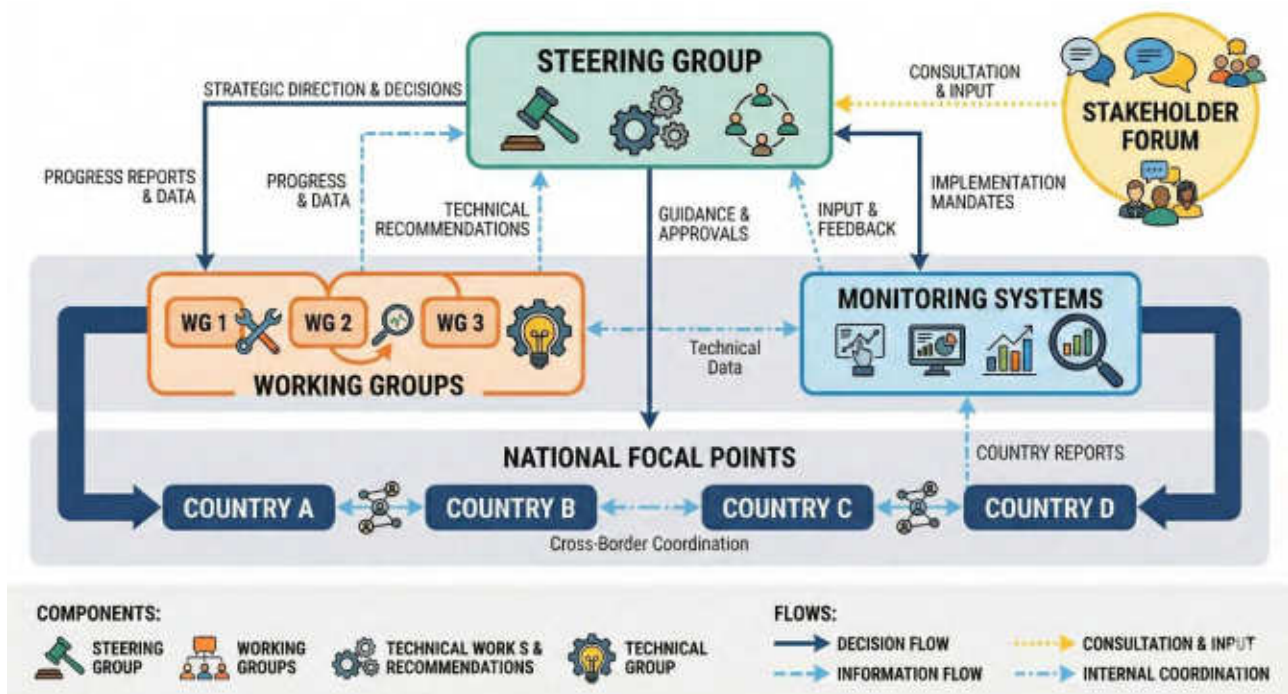 STEERING GROUP
STRATEGIC DIRECTION & DECISIONS
CONSULTATION
& INPUT
STAKEHOLDER
FORUM
PROGRESS REPORTS
& DATA
PROGRESS
& DATA
TECHNICAL
RECOMMENDATIONS
GUIDANCE &
APPROVALS
INPUT &
FEEDBACK
IMPLEMENTATION
MANDATES
WG 1
WG 2
WG 3
WORKING GROUPS
Technical
Data
MONITORING SYSTEMS
NATIONAL FOCAL POINTS
COUNTRY REPORTS
COUNTRY A
COUNTRY B
COUNTRY C
COUNTRY D
Cross-Border Coordination
COMPONENTS:
STEERING
GROUP
WORKING
GROUPS
TECHNICAL WORK S &
RECOMMENDATIONS
TECHNICAL
GROUP
FLOWS:
DECISION FLOW
CONSULTATION & INPUT
INFORMATION FLOW
INTERNAL COORDINATION